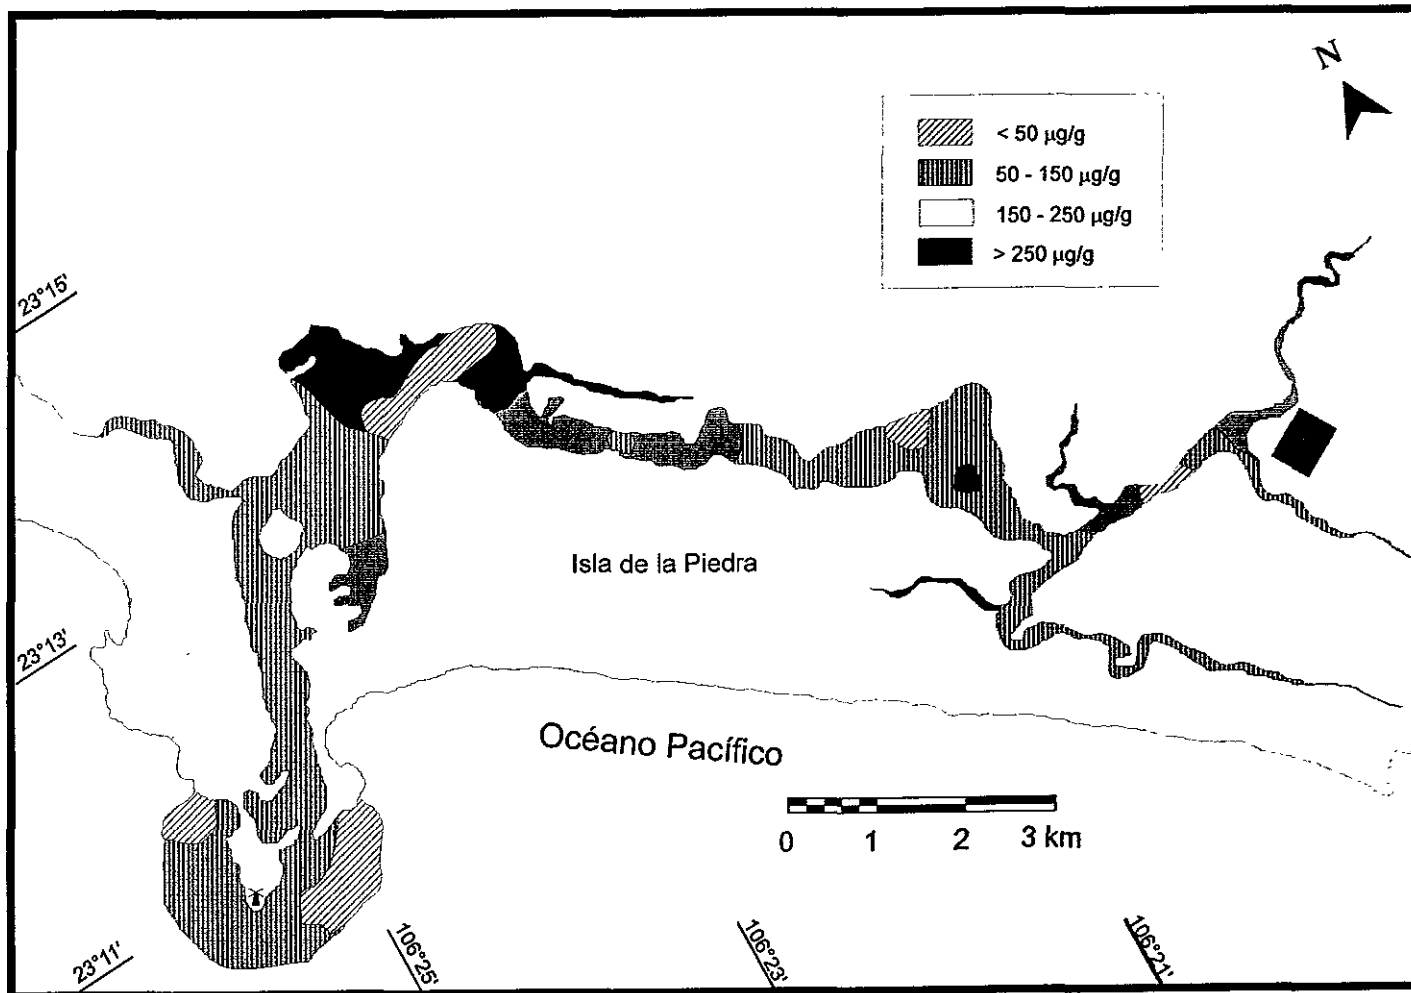 N
< 50 µg/g
50 - 150 µg/g
150 - 250 µg/g
> 250 µg/g
23°15'
Isla de la Piedra
23°13'
Océano Pacífico
0 1 2 3 km
23°11'
106°25'
106°23'
106°21'